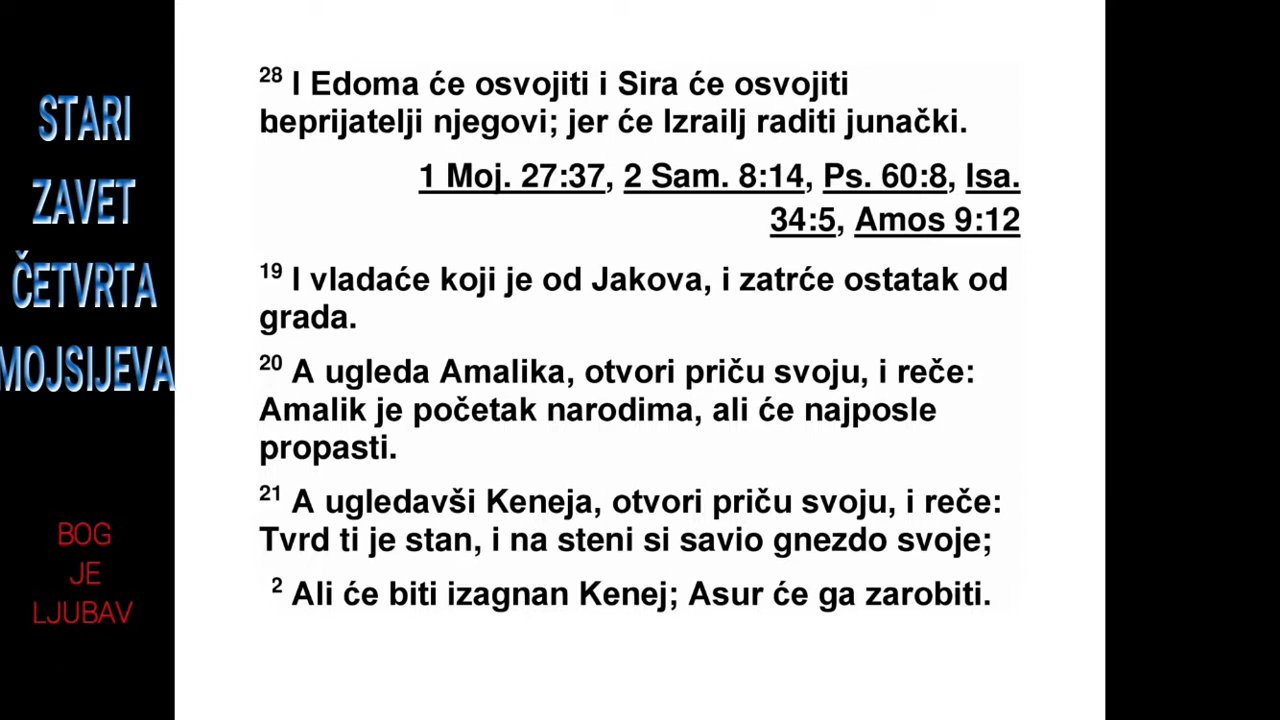 STARI
ZAVET
ČETVRTA
MOJSIJEVA
BOG
JE
LJUBAV
28 I Edoma će osvojiti i Sira će osvojiti
beprijatelji njegovi; jer će Izrailj raditi junački.
1 Moj. 27:37, 2 Sam. 8:14, Ps. 60:8, Isa.
34:5, Amos 9:12
19 I vladaće koji je od Jakova, i zatrće ostatak od
grada.
20 A ugleda Amalika, otvori priču svoju, i reče:
Amalik je početak narodima, ali će najposle
propasti.
21 A ugledavši Keneja, otvori priču svoju, i reče:
Tvrd ti je stan, i na steni si savio gnezdo svoje;
2 Ali će biti izagnan Kenej; Asur će ga zarobiti.